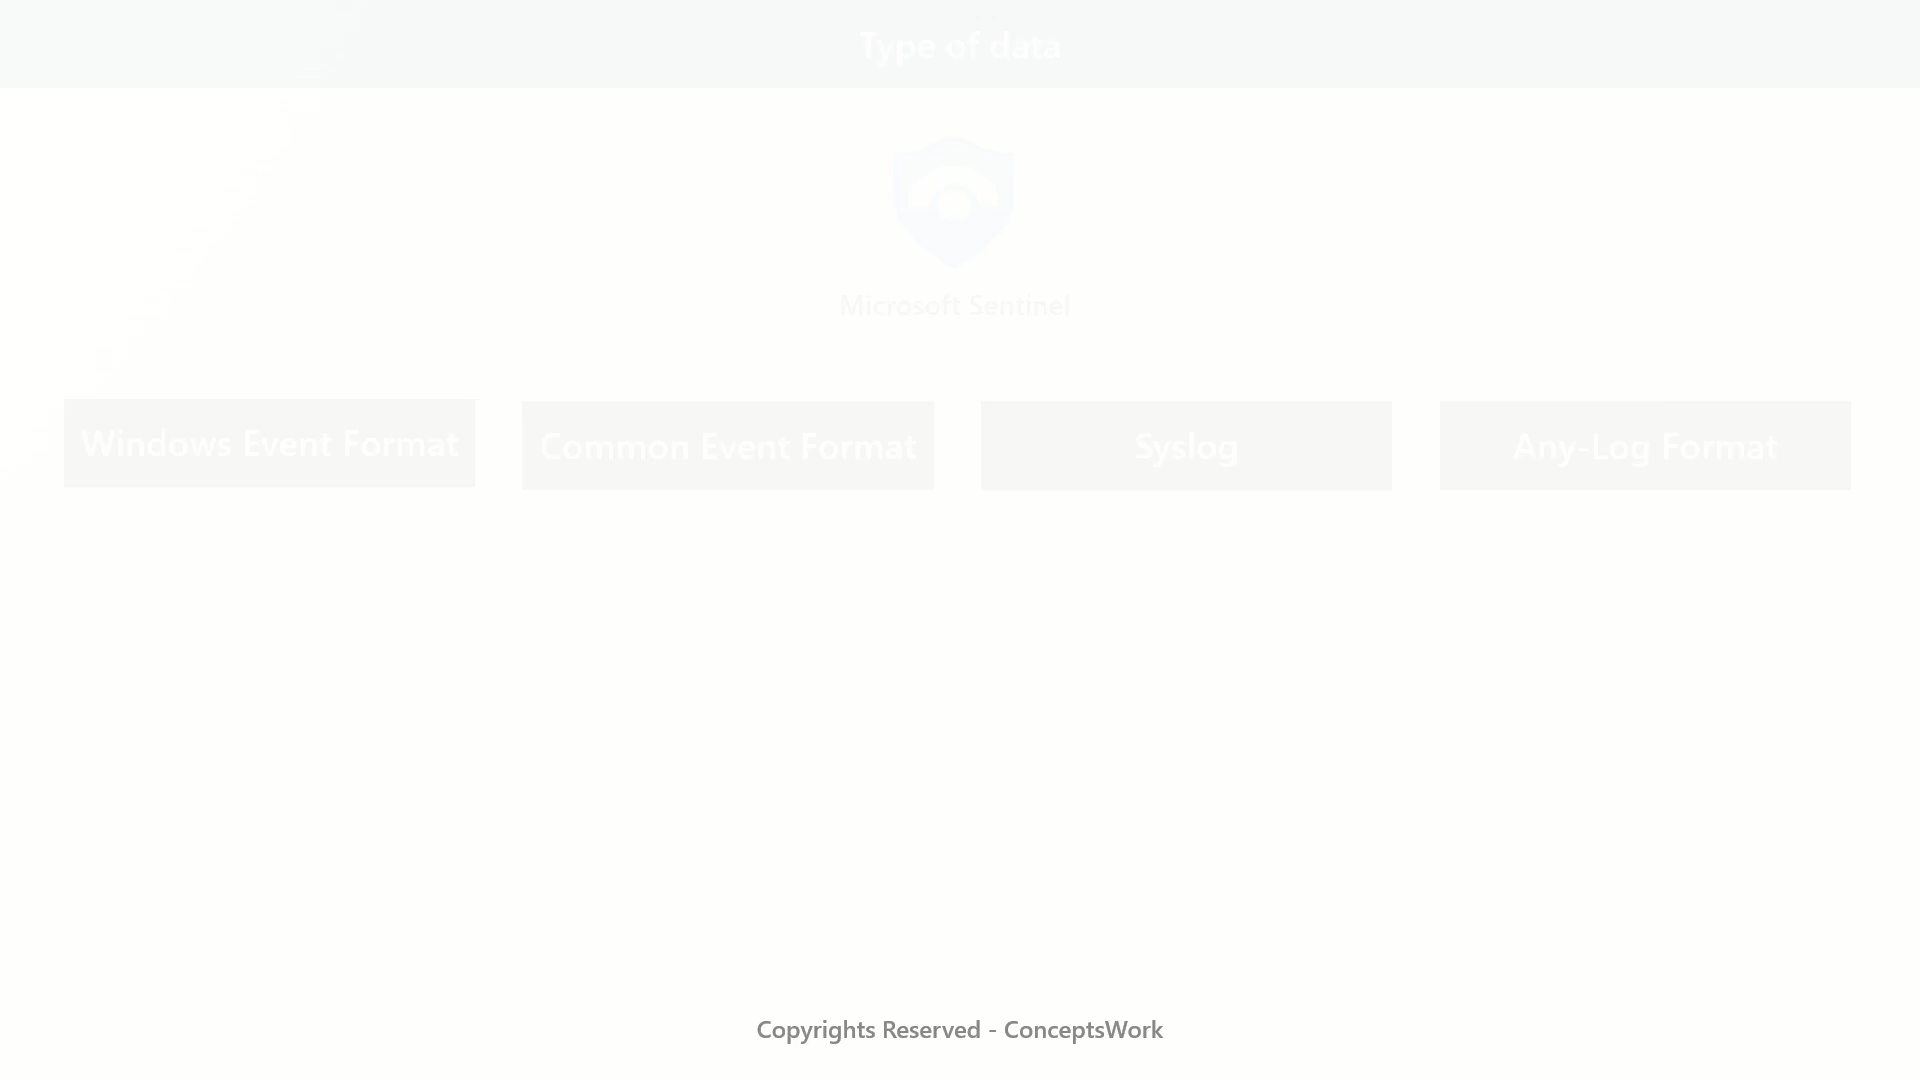 Type of data
Microsoft Sentinel
Windows Event Format
Common Event Format
Syslog
Any-Log Format
Copyrights Reserved - ConceptsWork